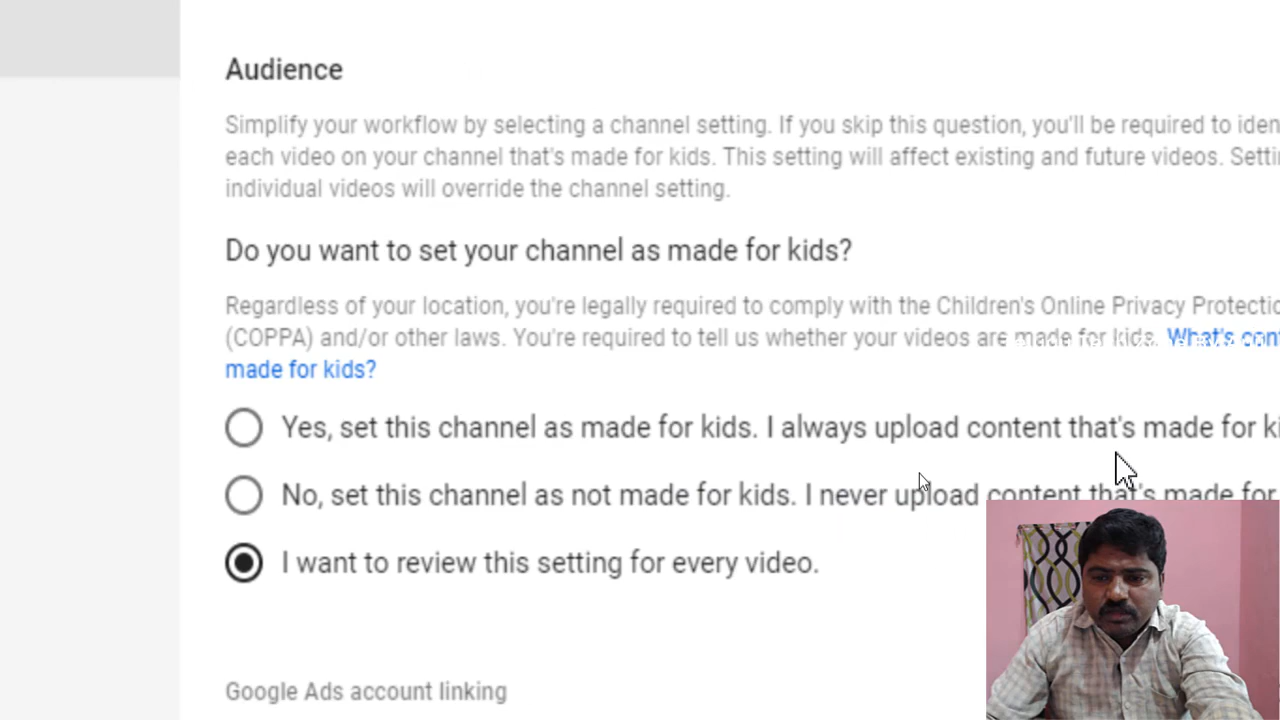 Audience
Simplify your workflow by selecting a channel setting. If you skip this question, you'll be required to iden
each video on your channel that's made for kids. This setting will affect existing and future videos. Setti
individual videos will override the channel setting.
Do you want to set your channel as made for kids?
Regardless of your location, you're legally required to comply with the Children's Online Privacy Protectio
(COPPA) and/or other laws. You're required to tell us whether your videos are made for kids. What's con
made for kids?
Yes, set this channel as made for kids. I always upload content that's made for ki
No, set this channel as not made for kids. I never upload content that's made for
I want to review this setting for every video.
Google Ads account linking